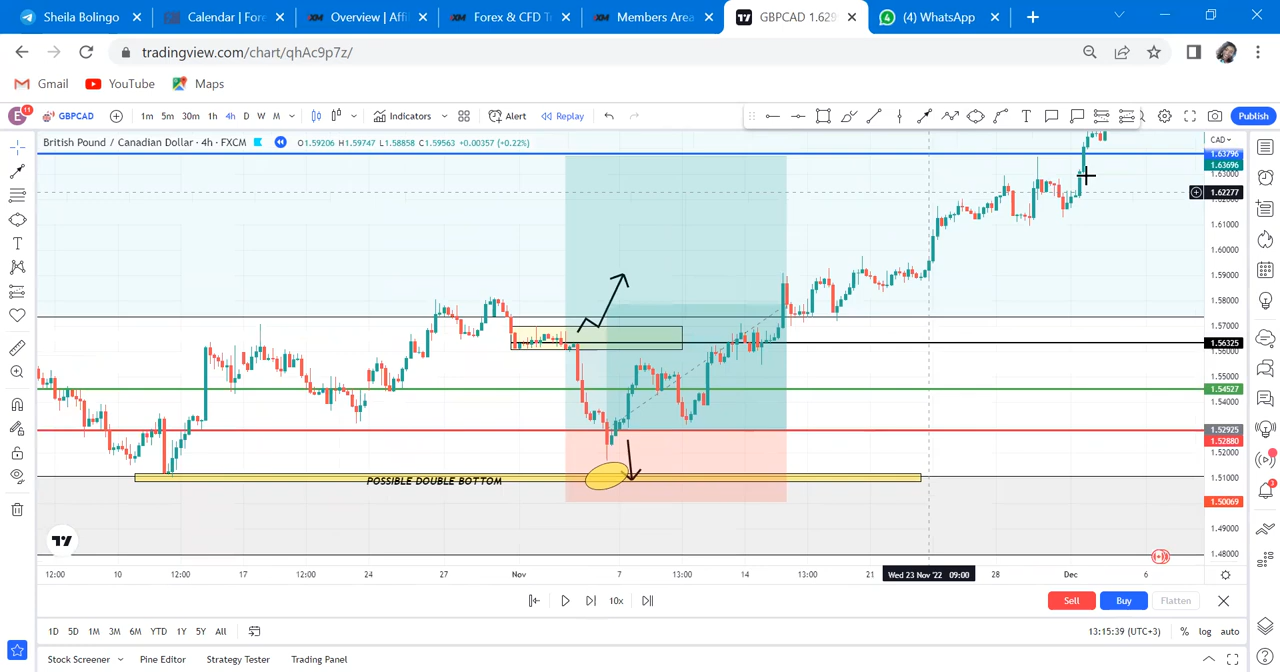 Sheila Bolingo
Calendar | Fore
Overview | Affil
Forex & CFD T
Members Area
GBPCAD 1.629
(4) WhatsApp
tradingview.com/chart/qhAc9p7z/
Gmail YouTube Maps
E 11 GBPCAD 1m 5m 30m 1h 4h D W M Indicators Alert Replay Publish
British Pound / Canadian Dollar · 4h · FXCM O1.59206 H1.59747 L1.58858 C1.59563 +0.00357 (+0.22%)
CAD
1.63796
1.63696
1.63000
1.62277
1.61000
1.60000
1.59000
1.58000
1.57000
1.56325
1.56000
1.55000
1.54527
1.54000
1.52925
1.52880
1.52000
1.51000
1.50069
1.49000
1.48000
POSSIBLE DOUBLE BOTTOM
12:00 10 12:00 17 12:00 24 27 Nov 7 13:00 14 13:00 21 Wed 23 Nov '22 09:00 28 Dec 6
10x Sell Buy Flatten
1D 5D 1M 3M 6M YTD 1Y 5Y All 13:15:39 (UTC+3) % log auto
Stock Screener Pine Editor Strategy Tester Trading Panel